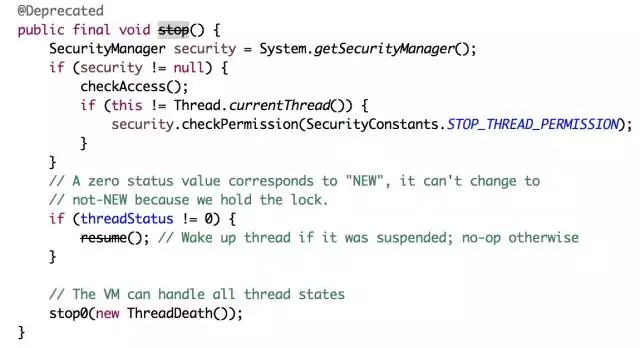 @Deprecated
public final void stop() {
    SecurityManager security = System.getSecurityManager();
    if (security != null) {
        checkAccess();
        if (this != Thread.currentThread()) {
            security.checkPermission(SecurityConstants.STOP_THREAD_PERMISSION);
        }
    }
    // A zero status value corresponds to "NEW", it can't change to
    // not-NEW because we hold the lock.
    if (threadStatus != 0) {
        resume(); // Wake up thread if it was suspended; no-op otherwise
    }

    // The VM can handle all thread states
    stop0(new ThreadDeath());
}